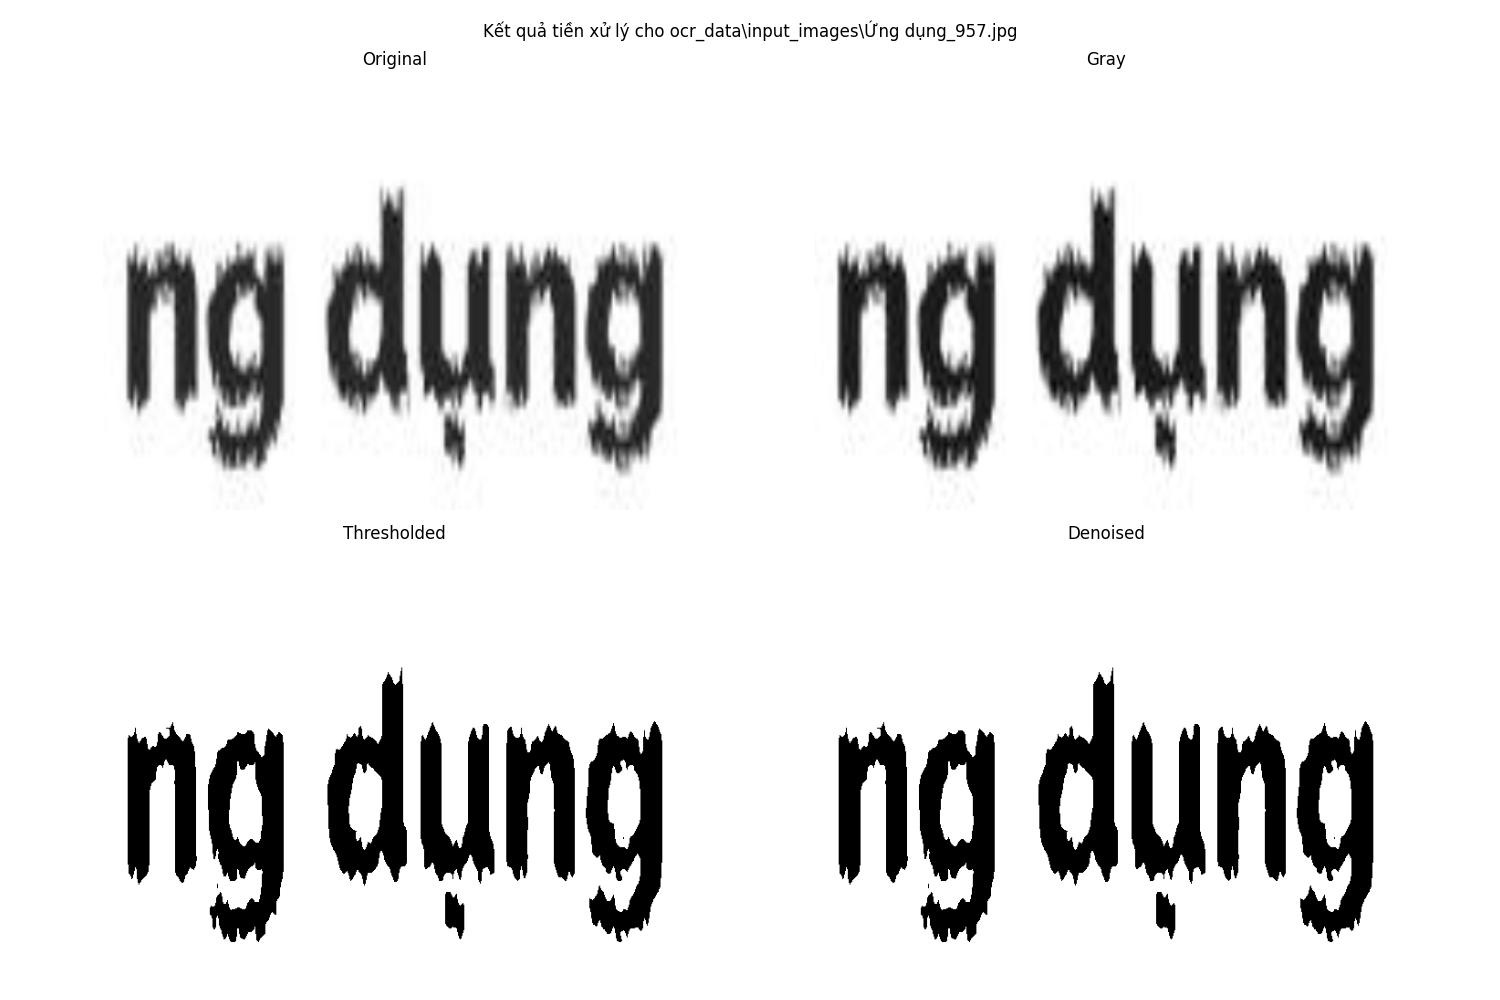 Kết quả tiền xử lý cho ocr_data\input_images\Ứng dụng_957.jpg
Original
Gray
ng dụng
ng dụng
Thresholded
Denoised
ng dụng
ng dụng